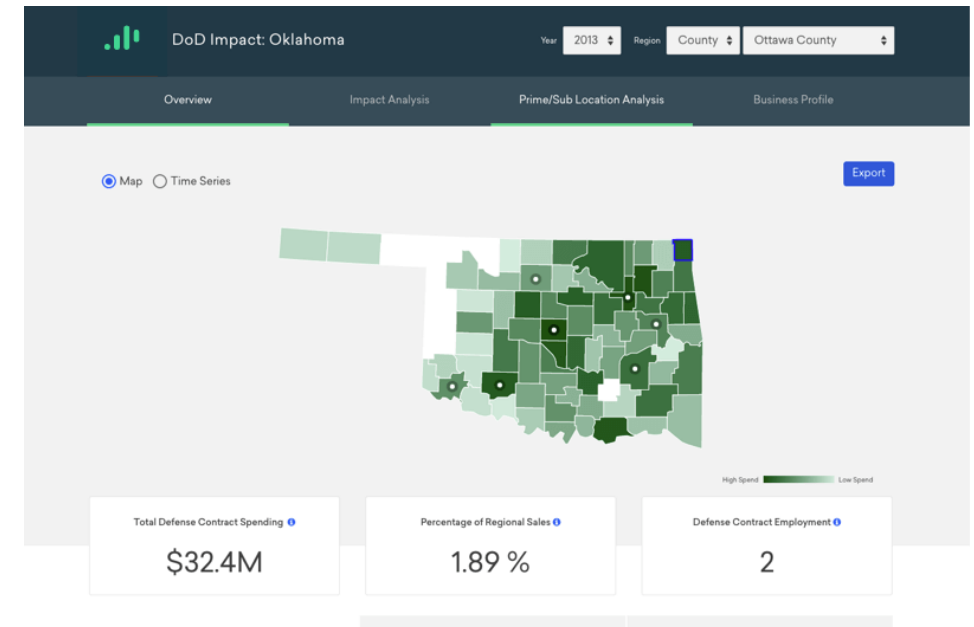 DoD Impact: Oklahoma
Year 2013 Region County Ottawa County
Overview Impact Analysis Prime/Sub Location Analysis Business Profile
Map Time Series
Export
High Spend Low Spend
Total Defense Contract Spending Percentage of Regional Sales Defense Contract Employment
$32.4M 1.89 % 2